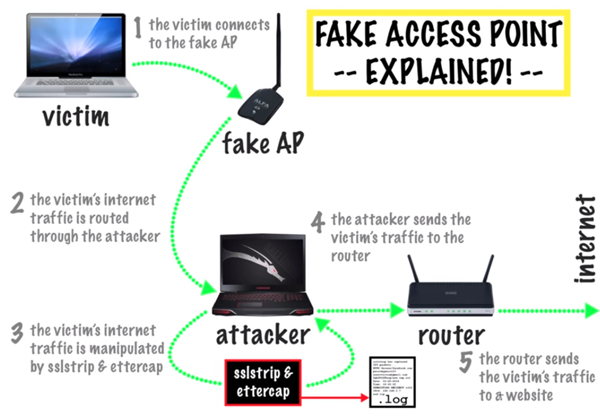 FAKE ACCESS POINT
-- EXPLAINED! --
1 the victim connects
to the fake AP
victim
ALFA
fake AP
2 the victim's internet
traffic is routed
through the attacker
3 the victim's internet
traffic is manipulated
by sslstrip & ettercap
4 the attacker sends the
victim's traffic to the
router
attacker
router
internet
sslstrip &
ettercap
.log
5 the router sends
the victim's traffic
to a website